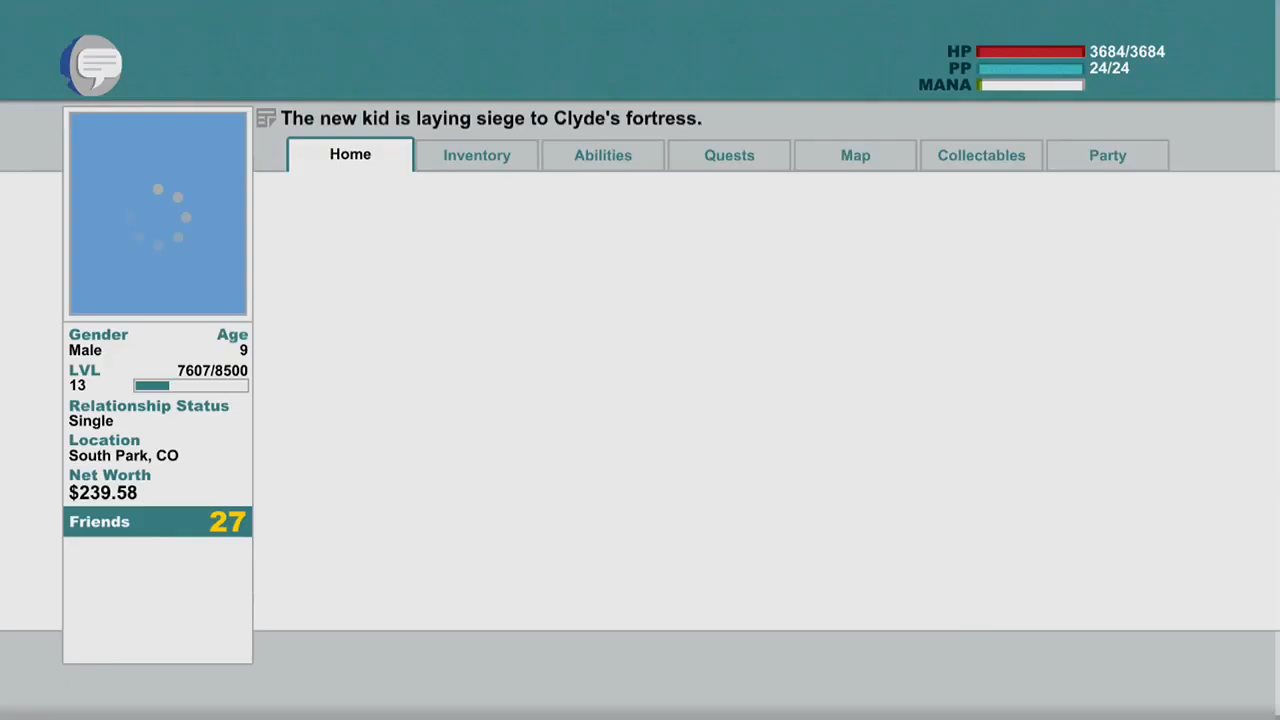 HP 3684/3684
PP 24/24
MANA
The new kid is laying siege to Clyde's fortress.
Home Inventory Abilities Quests Map Collectables Party
Gender Age
Male 9
LVL 7607/8500
13
Relationship Status
Single
Location
South Park, CO
Net Worth
$239.58
Friends 27